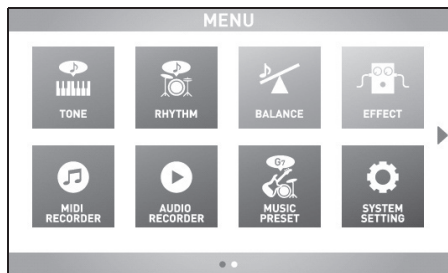 MENU
TONE
RHYTHM
BALANCE
EFFECT
MIDI
RECORDER
AUDIO
RECORDER
G7
MUSIC
PRESET
SYSTEM
SETTING